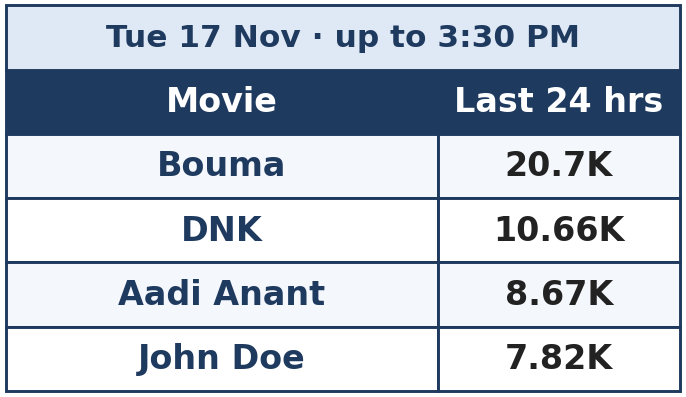 Tue 17 Nov · up to 3:30 PM
Movie Last 24 hrs
Bouma 20.7K
DNK 10.66K
Aadi Anant 8.67K
John Doe 7.82K